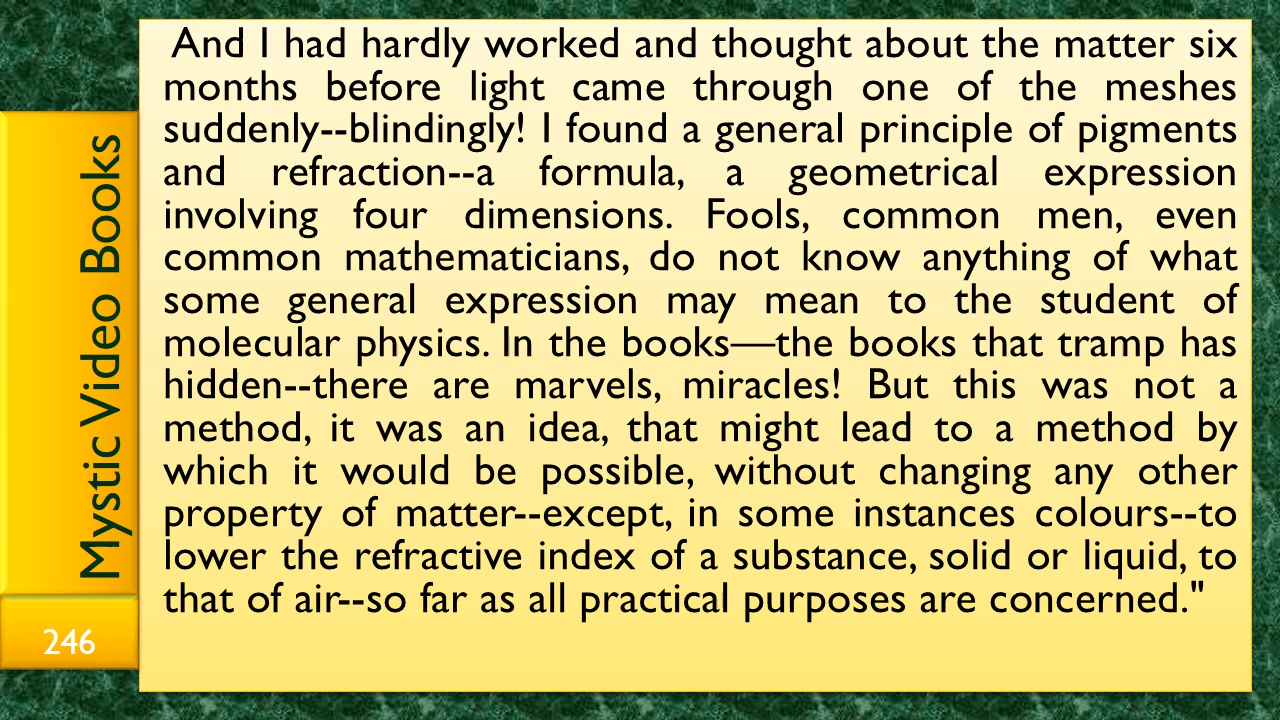 And I had hardly worked and thought about the matter six
months before light came through one of the meshes
suddenly--blindingly! I found a general principle of pigments
and refraction--a formula, a geometrical expression
involving four dimensions. Fools, common men, even
common mathematicians, do not know anything of what
some general expression may mean to the student of
molecular physics. In the books—the books that tramp has
hidden--there are marvels, miracles! But this was not a
method, it was an idea, that might lead to a method by
which it would be possible, without changing any other
property of matter--except, in some instances colours--to
lower the refractive index of a substance, solid or liquid, to
that of air--so far as all practical purposes are concerned."
Mystic Video Books
246